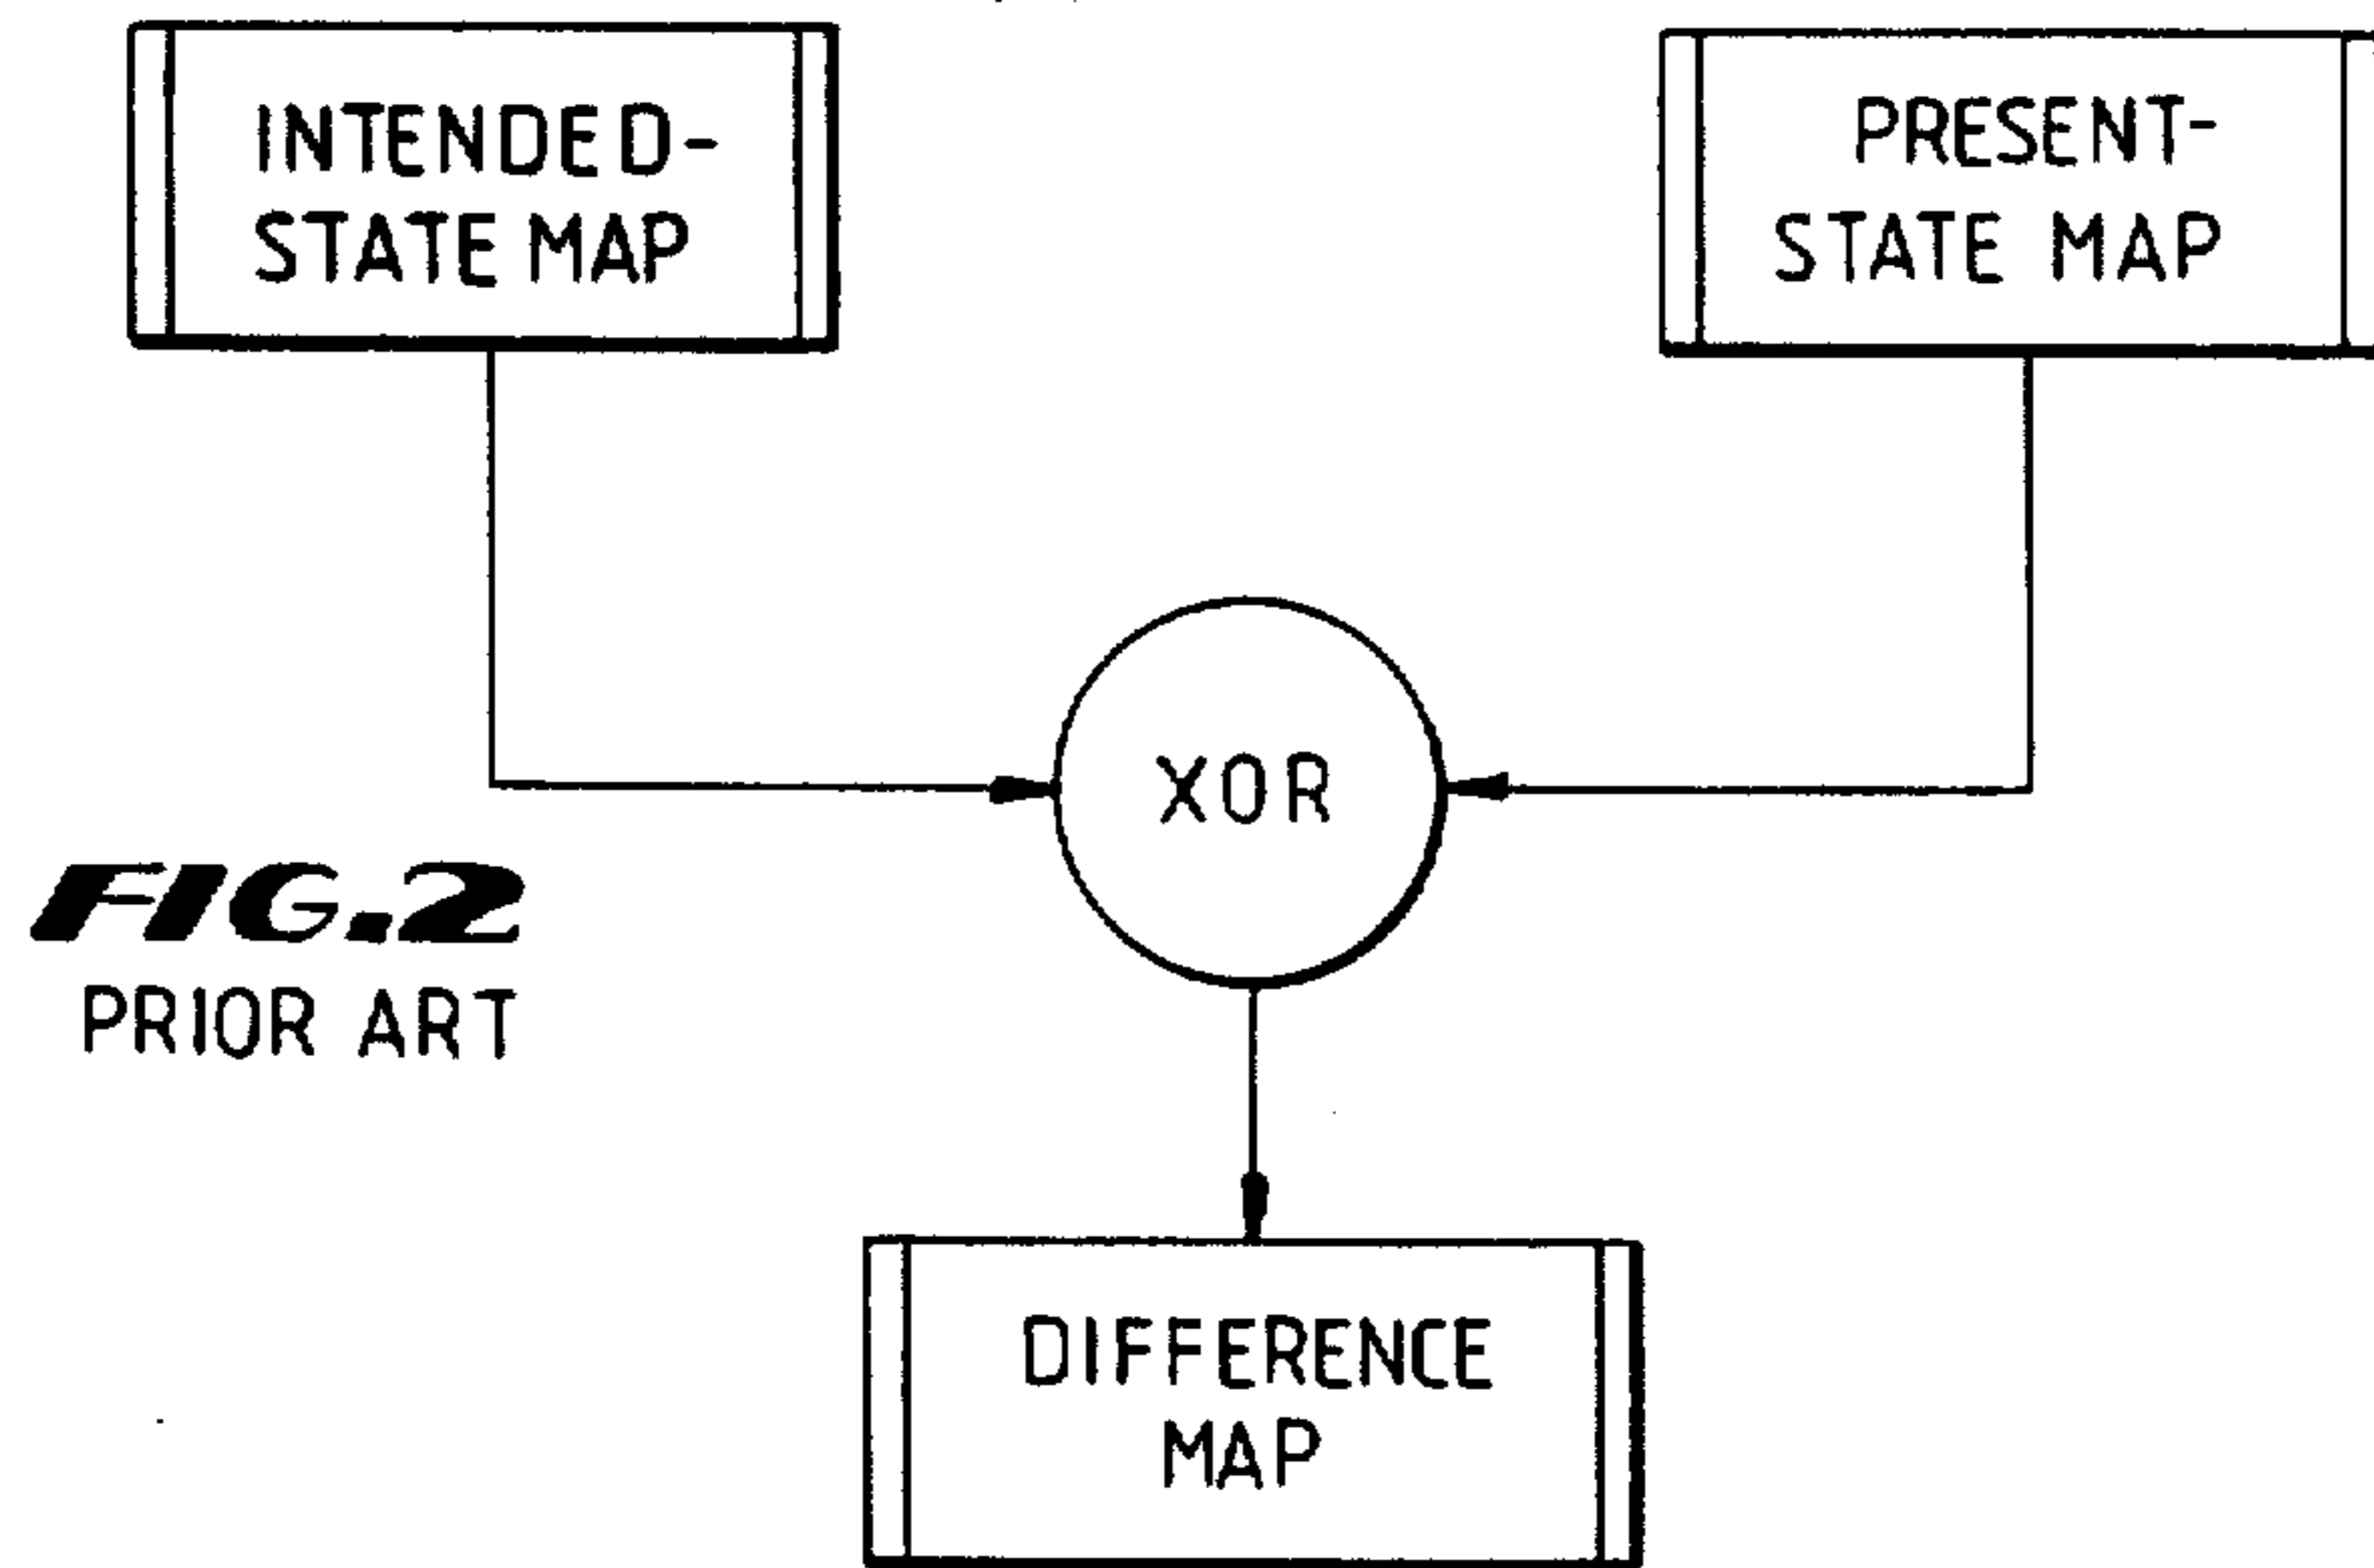 INTENDED-
STATE MAP
PRESENT-
STATE MAP
XOR
FIG.2
PRIOR ART
DIFFERENCE
MAP